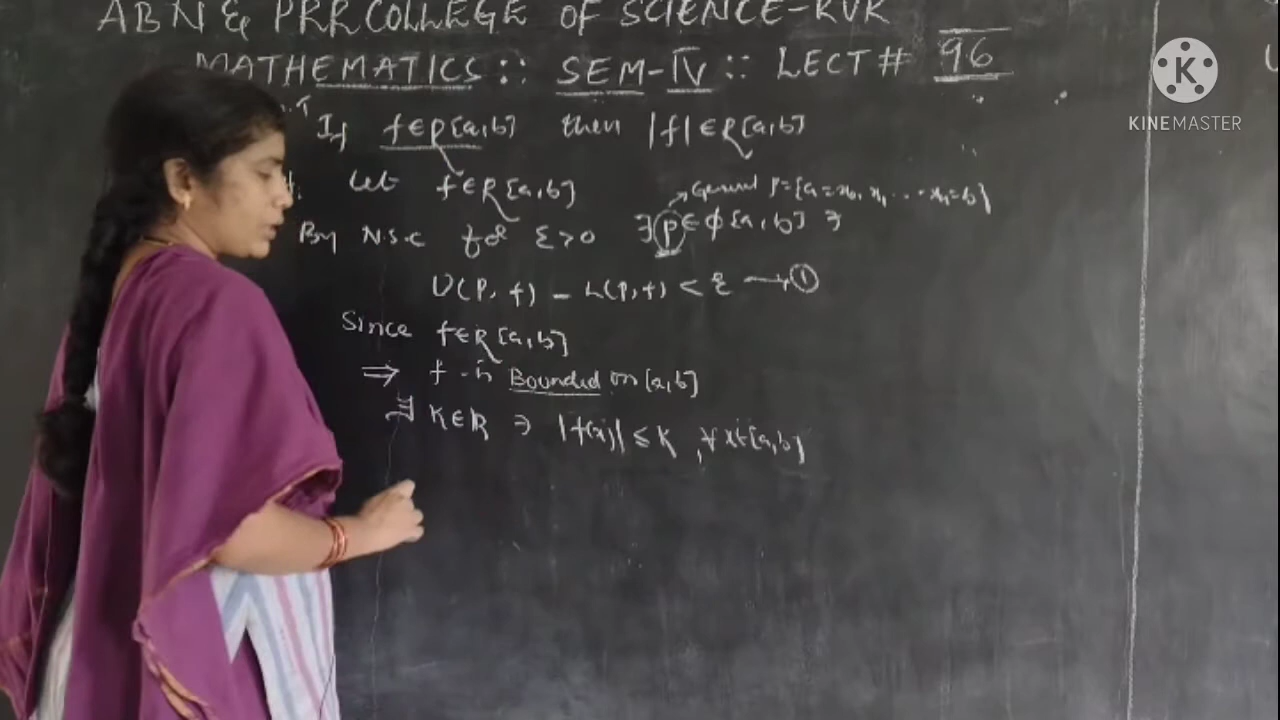 ABN & PRR COLLEGE OF SCIENCE-KVR
MATHEMATICS :: SEM-IV :: LECT # 96
KINEMASTER
If f∈R[a,b] then |f|∈R[a,b]
Let f∈R[a,b]
General P={a=x₀, x₁ ... xₙ=b}
By N.S.C for ε>0 ∃ P∈℘[a,b] ∋
U(P, f) - L(P, f) < ε → ①
Since f∈R[a,b]
⇒ f is Bounded on [a,b]
∃ K∈R ∋ |f(x)| ≤ K, ∀ x∈[a,b]